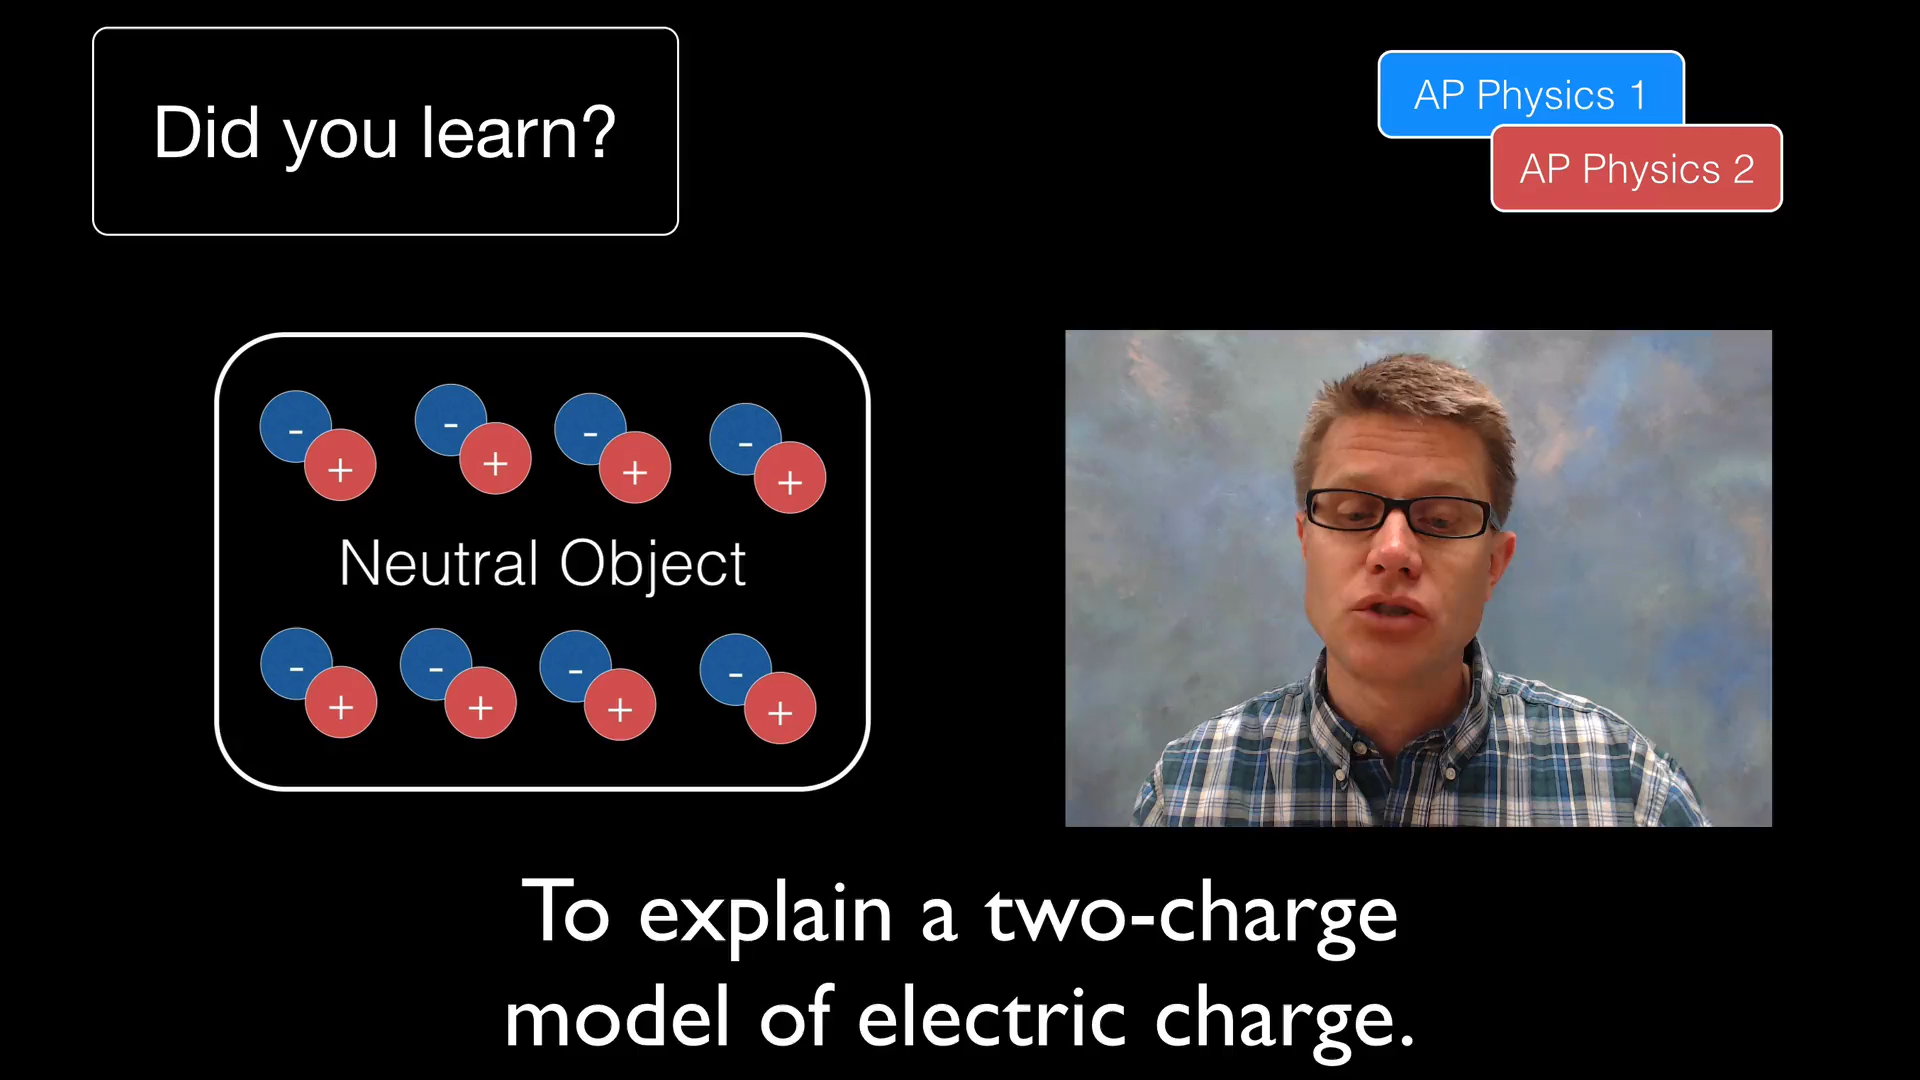 Did you learn?
AP Physics 1
AP Physics 2
- - - -
+ + + +
Neutral Object
- - - -
+ + + +
To explain a two-charge
model of electric charge.